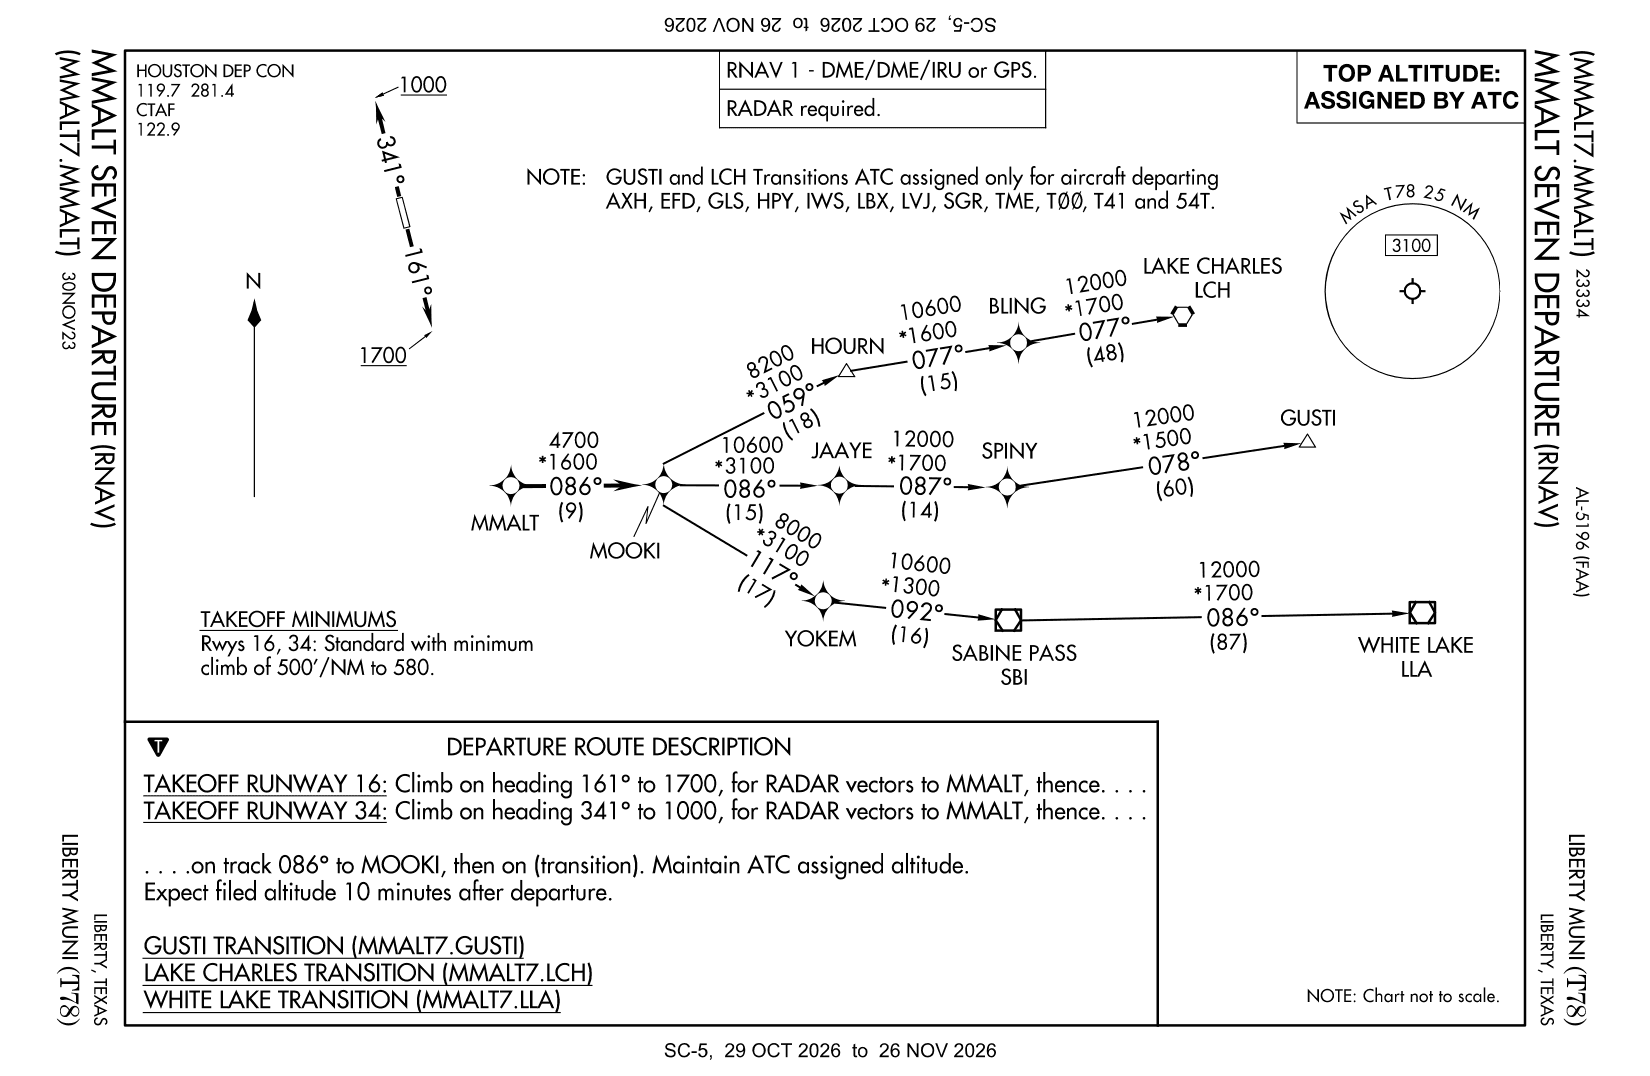 SC-5, 29 OCT 2026 to 26 NOV 2026
MMALT SEVEN DEPARTURE (RNAV)
(MMALT7.MMALT) 30NOV23
HOUSTON DEP CON
119.7 281.4
CTAF
122.9
1000
341°
161°
1700
N
RNAV 1 - DME/DME/IRU or GPS.
RADAR required.
TOP ALTITUDE:
ASSIGNED BY ATC
NOTE: GUSTI and LCH Transitions ATC assigned only for aircraft departing
AXH, EFD, GLS, HPY, IWS, LBX, LVJ, SGR, TME, TØØ, T41 and 54T.
MSA T78 25 NM
3100
LAKE CHARLES
LCH
12000
*1700
077°
(48)
BLING
10600
*1600
077°
(15)
HOURN
8200
*3100
059°
(18)
GUSTI
12000
*1500
078°
(60)
SPINY
12000
*1700
087°
(14)
JAAYE
10600
*3100
086°
(15)
4700
*1600
086°
(9)
MMALT
MOOKI
8000
*3100
117°
(17)
YOKEM
10600
*1300
092°
(16)
SABINE PASS
SBI
12000
*1700
086°
(87)
WHITE LAKE
LLA
TAKEOFF MINIMUMS
Rwys 16, 34: Standard with minimum
climb of 500’/NM to 580.
T
DEPARTURE ROUTE DESCRIPTION
TAKEOFF RUNWAY 16: Climb on heading 161° to 1700, for RADAR vectors to MMALT, thence. . . .
TAKEOFF RUNWAY 34: Climb on heading 341° to 1000, for RADAR vectors to MMALT, thence. . . .
. . . .on track 086° to MOOKI, then on (transition). Maintain ATC assigned altitude.
Expect filed altitude 10 minutes after departure.
GUSTI TRANSITION (MMALT7.GUSTI)
LAKE CHARLES TRANSITION (MMALT7.LCH)
WHITE LAKE TRANSITION (MMALT7.LLA)
NOTE: Chart not to scale.
LIBERTY MUNI (T78)
LIBERTY, TEXAS
MMALT SEVEN DEPARTURE (RNAV)
(MMALT7.MMALT) 23334
AL-5196 (FAA)
LIBERTY MUNI (T78)
LIBERTY, TEXAS
SC-5, 29 OCT 2026 to 26 NOV 2026